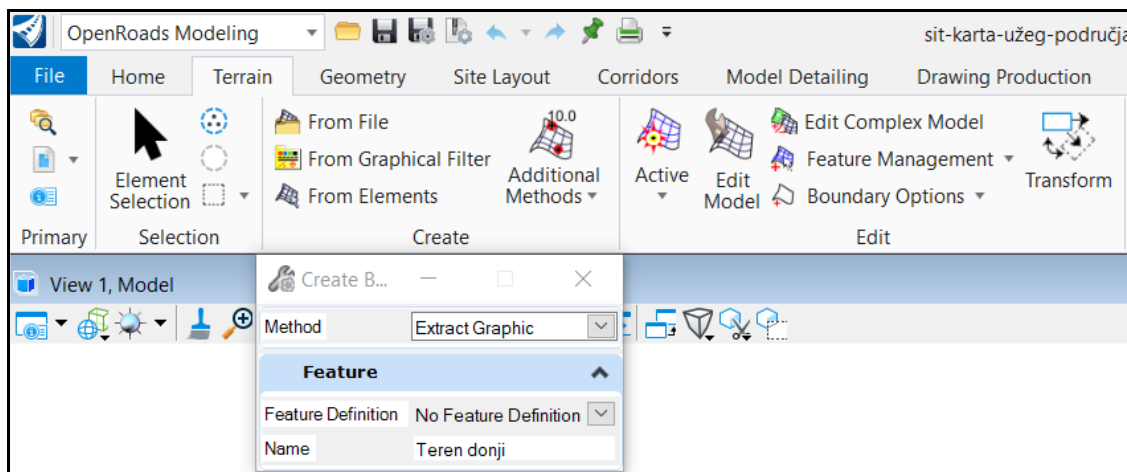 OpenRoads Modeling sit-karta-užeg-područja
File Home Terrain Geometry Site Layout Corridors Model Detailing Drawing Production
From File
From Graphical Filter
From Elements
Element
Selection
10.0
Additional
Methods
Active
Edit
Model
Edit Complex Model
Feature Management
Boundary Options
Transform
Primary Selection Create Edit
View 1, Model
Create B...
Method Extract Graphic
Feature
Feature Definition No Feature Definition
Name Teren donji